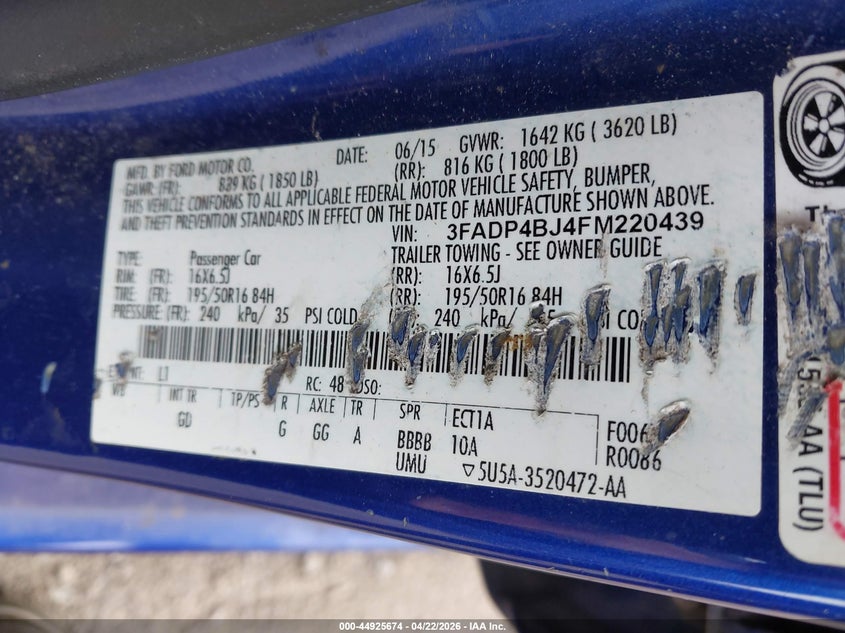 MFD. BY FORD MOTOR CO. DATE: 06/15 GVWR: 1642 KG ( 3620 LB)
GAWR: (FR): 839 KG ( 1850 LB) (RR): 816 KG ( 1800 LB)
THIS VEHICLE CONFORMS TO ALL APPLICABLE FEDERAL MOTOR VEHICLE SAFETY, BUMPER,
AND THEFT PREVENTION STANDARDS IN EFFECT ON THE DATE OF MANUFACTURE SHOWN ABOVE.
VIN: 3FADP4BJ4FM220439
TYPE: Passenger Car TRAILER TOWING - SEE OWNER GUIDE
RIM: (FR): 16X6.5J (RR): 16X6.5J
TIRE: (FR): 195/50R16 84H (RR): 195/50R16 84H
PRESSURE: (FR): 240 kPa/ 35 PSI COLD 240 kPa/ PSI
L1 RC: 48 DSO:
WB INT TR TP/PS R AXLE TR SPR ECT1A
GD G GG A BBBB 10A R0086
UMU ▽5U5A-3520472-AA
AA (TLU)
000-44925674 - 04/22/2026 - IAA Inc.